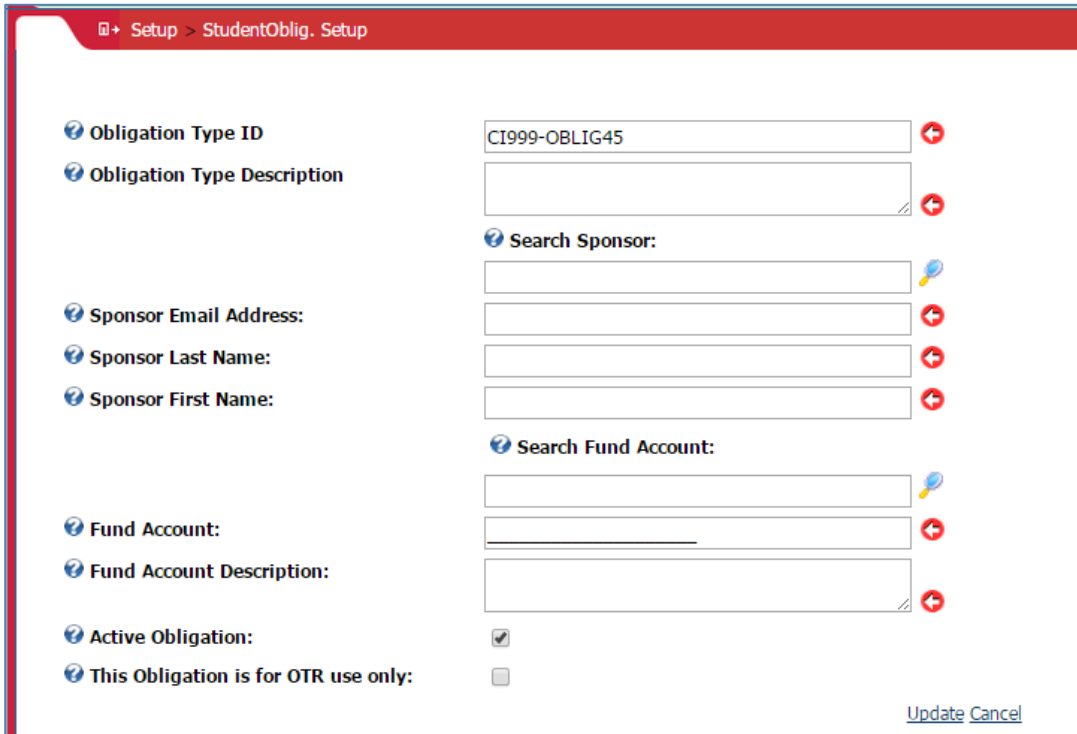 Setup > StudentOblig. Setup
Obligation Type ID
CI999-OBLIG45
Obligation Type Description
Search Sponsor:
Sponsor Email Address:
Sponsor Last Name:
Sponsor First Name:
Search Fund Account:
Fund Account:
Fund Account Description:
Active Obligation:
This Obligation is for OTR use only:
Update Cancel